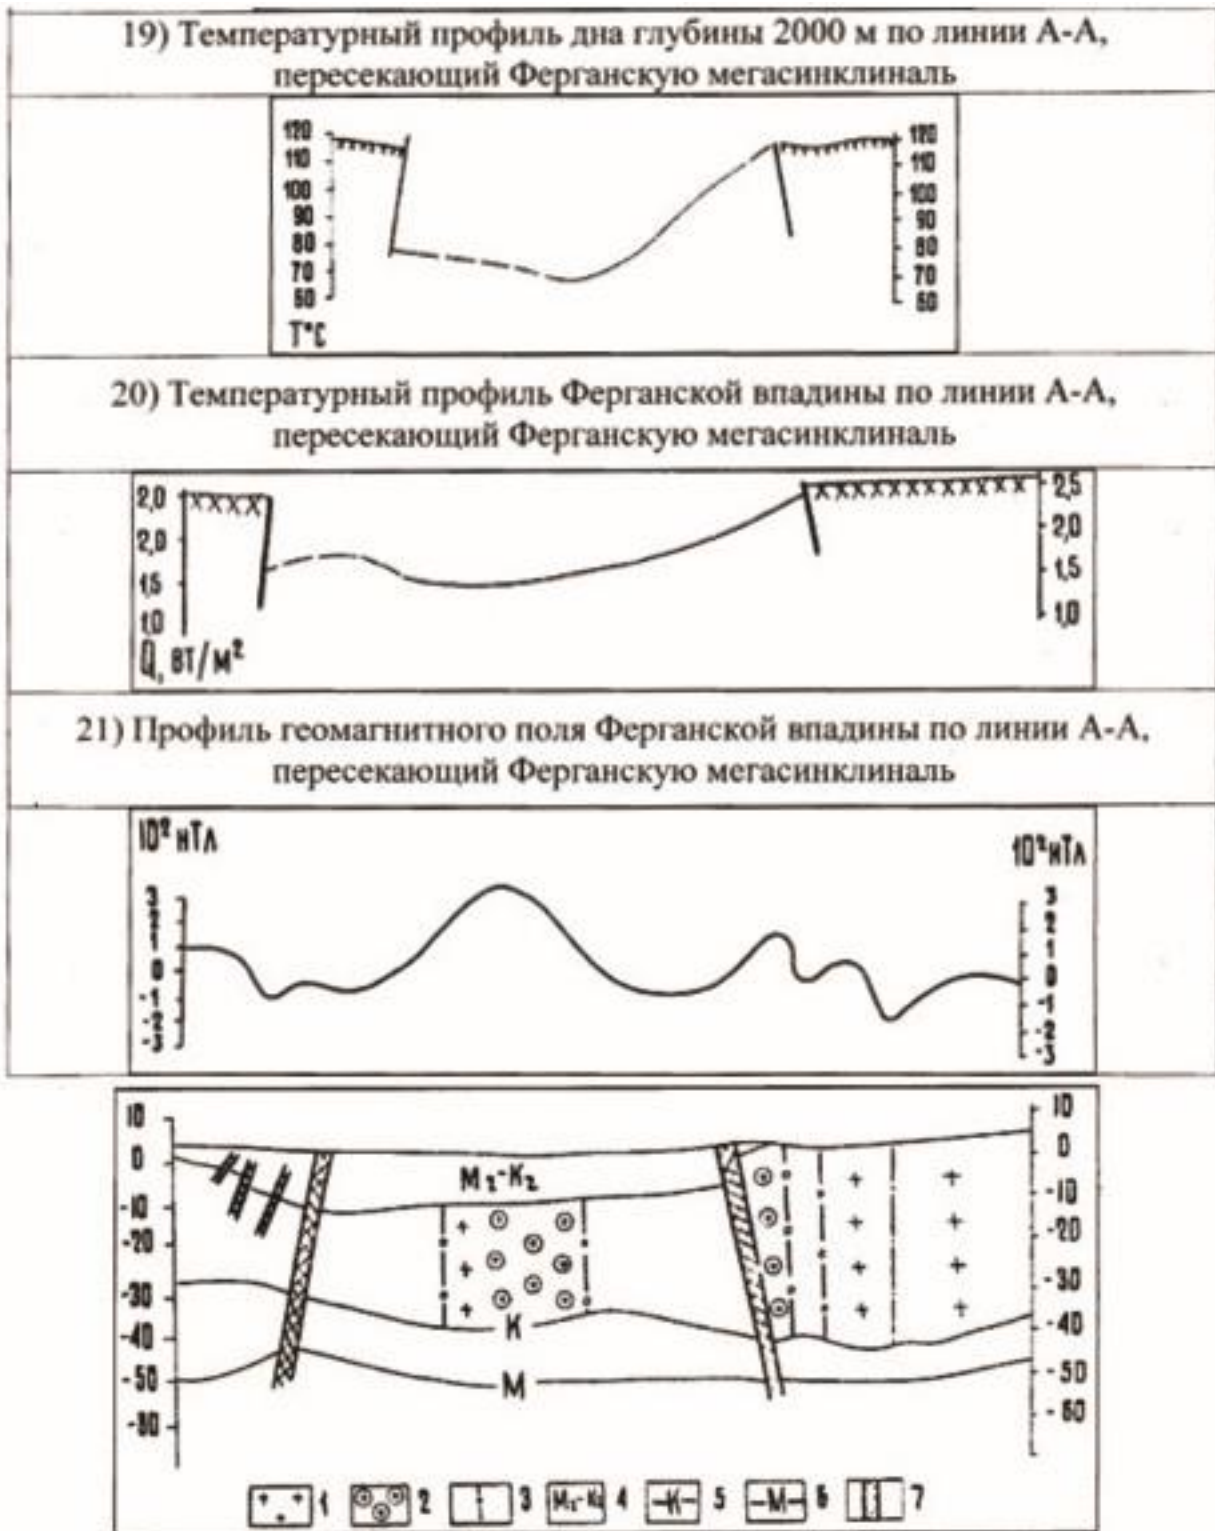 19) Температурный профиль дна глубины 2000 м по линии А-А,
пересекающий Ферганскую мегасинклиналь
120 120
110 110
100 100
90 90
80 80
70 70
60 60
T°C
20) Температурный профиль Ферганской впадины по линии А-А,
пересекающий Ферганскую мегасинклиналь
2,0 2,5
2,0 2,0
1,5 1,5
1,0 1,0
Q, ВТ/М²
21) Профиль геомагнитного поля Ферганской впадины по линии А-А,
пересекающий Ферганскую мегасинклиналь
10² нТл 10² нТл
3 3
2 2
1 1
0 0
-1 -1
-2 -2
-3 -3
10 10
0 0
M₂-K₂
-10 -10
-20 -20
-30 -30
K
-40 -40
-50 -50
M
-60 -60
1 2 3 M₂-K₂ 4 -K- 5 -M- 6 7